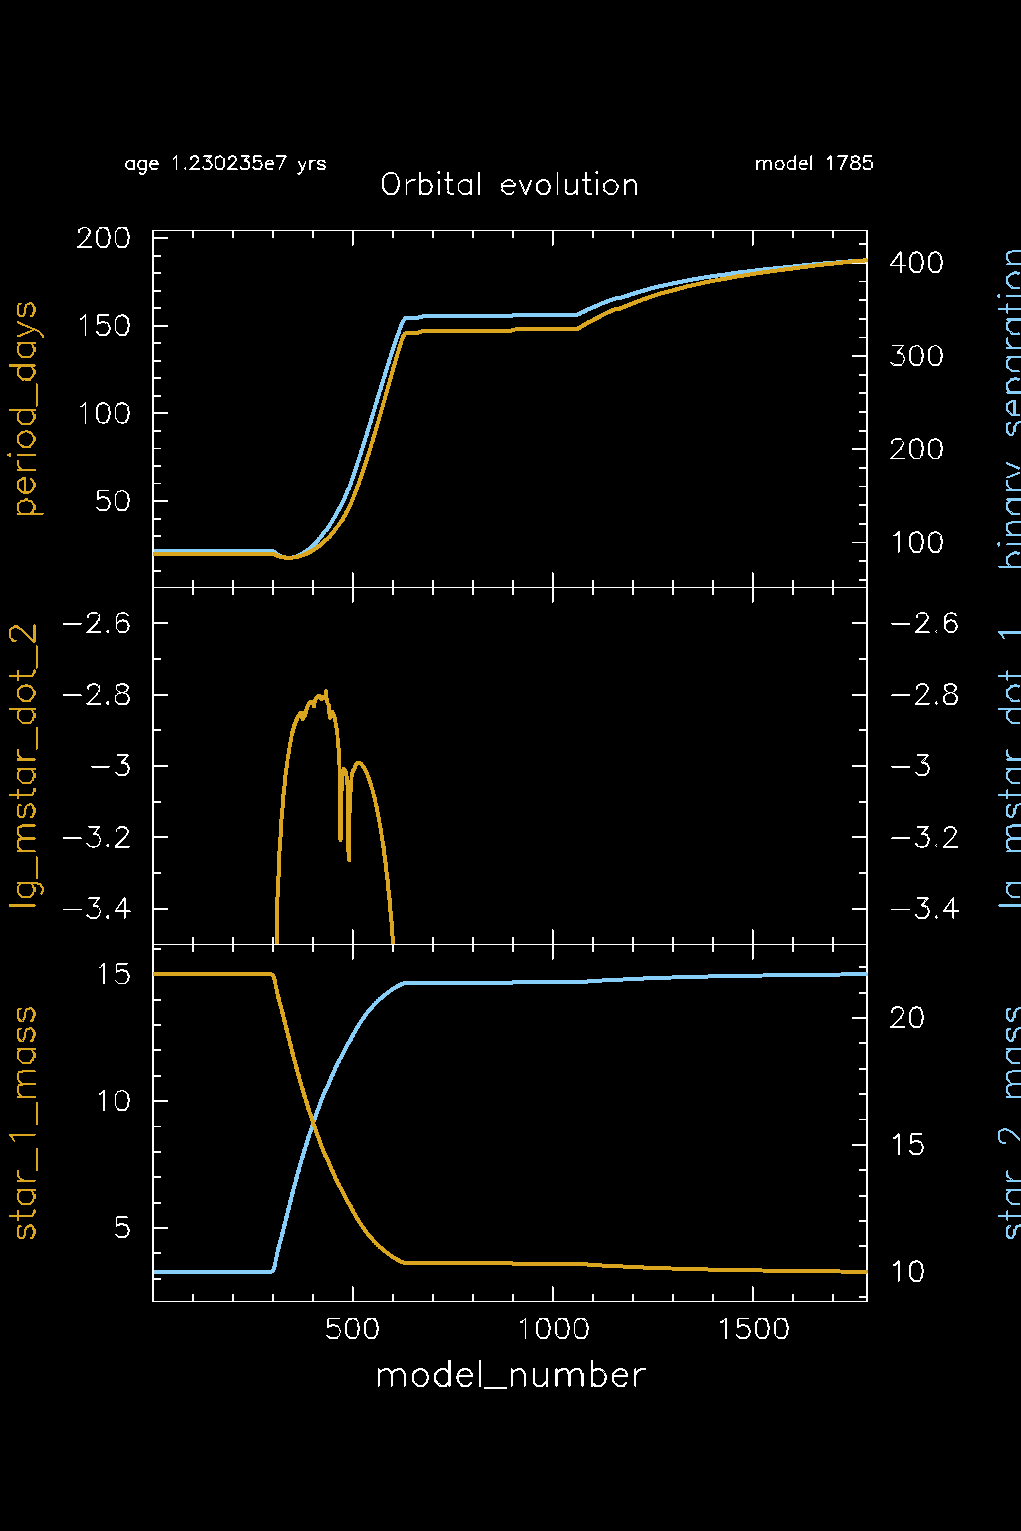 age 1.230235e7 yrs
model 1785
Orbital evolution
period_days
200
150
100
50
400
300
200
100
binary_separation
lg_mstar_dot_2
−2.6
−2.8
−3
−3.2
−3.4
−2.6
−2.8
−3
−3.2
−3.4
lg_mstar_dot_1
star_1_mass
15
10
5
20
15
10
star_2_mass
500
1000
1500
model_number